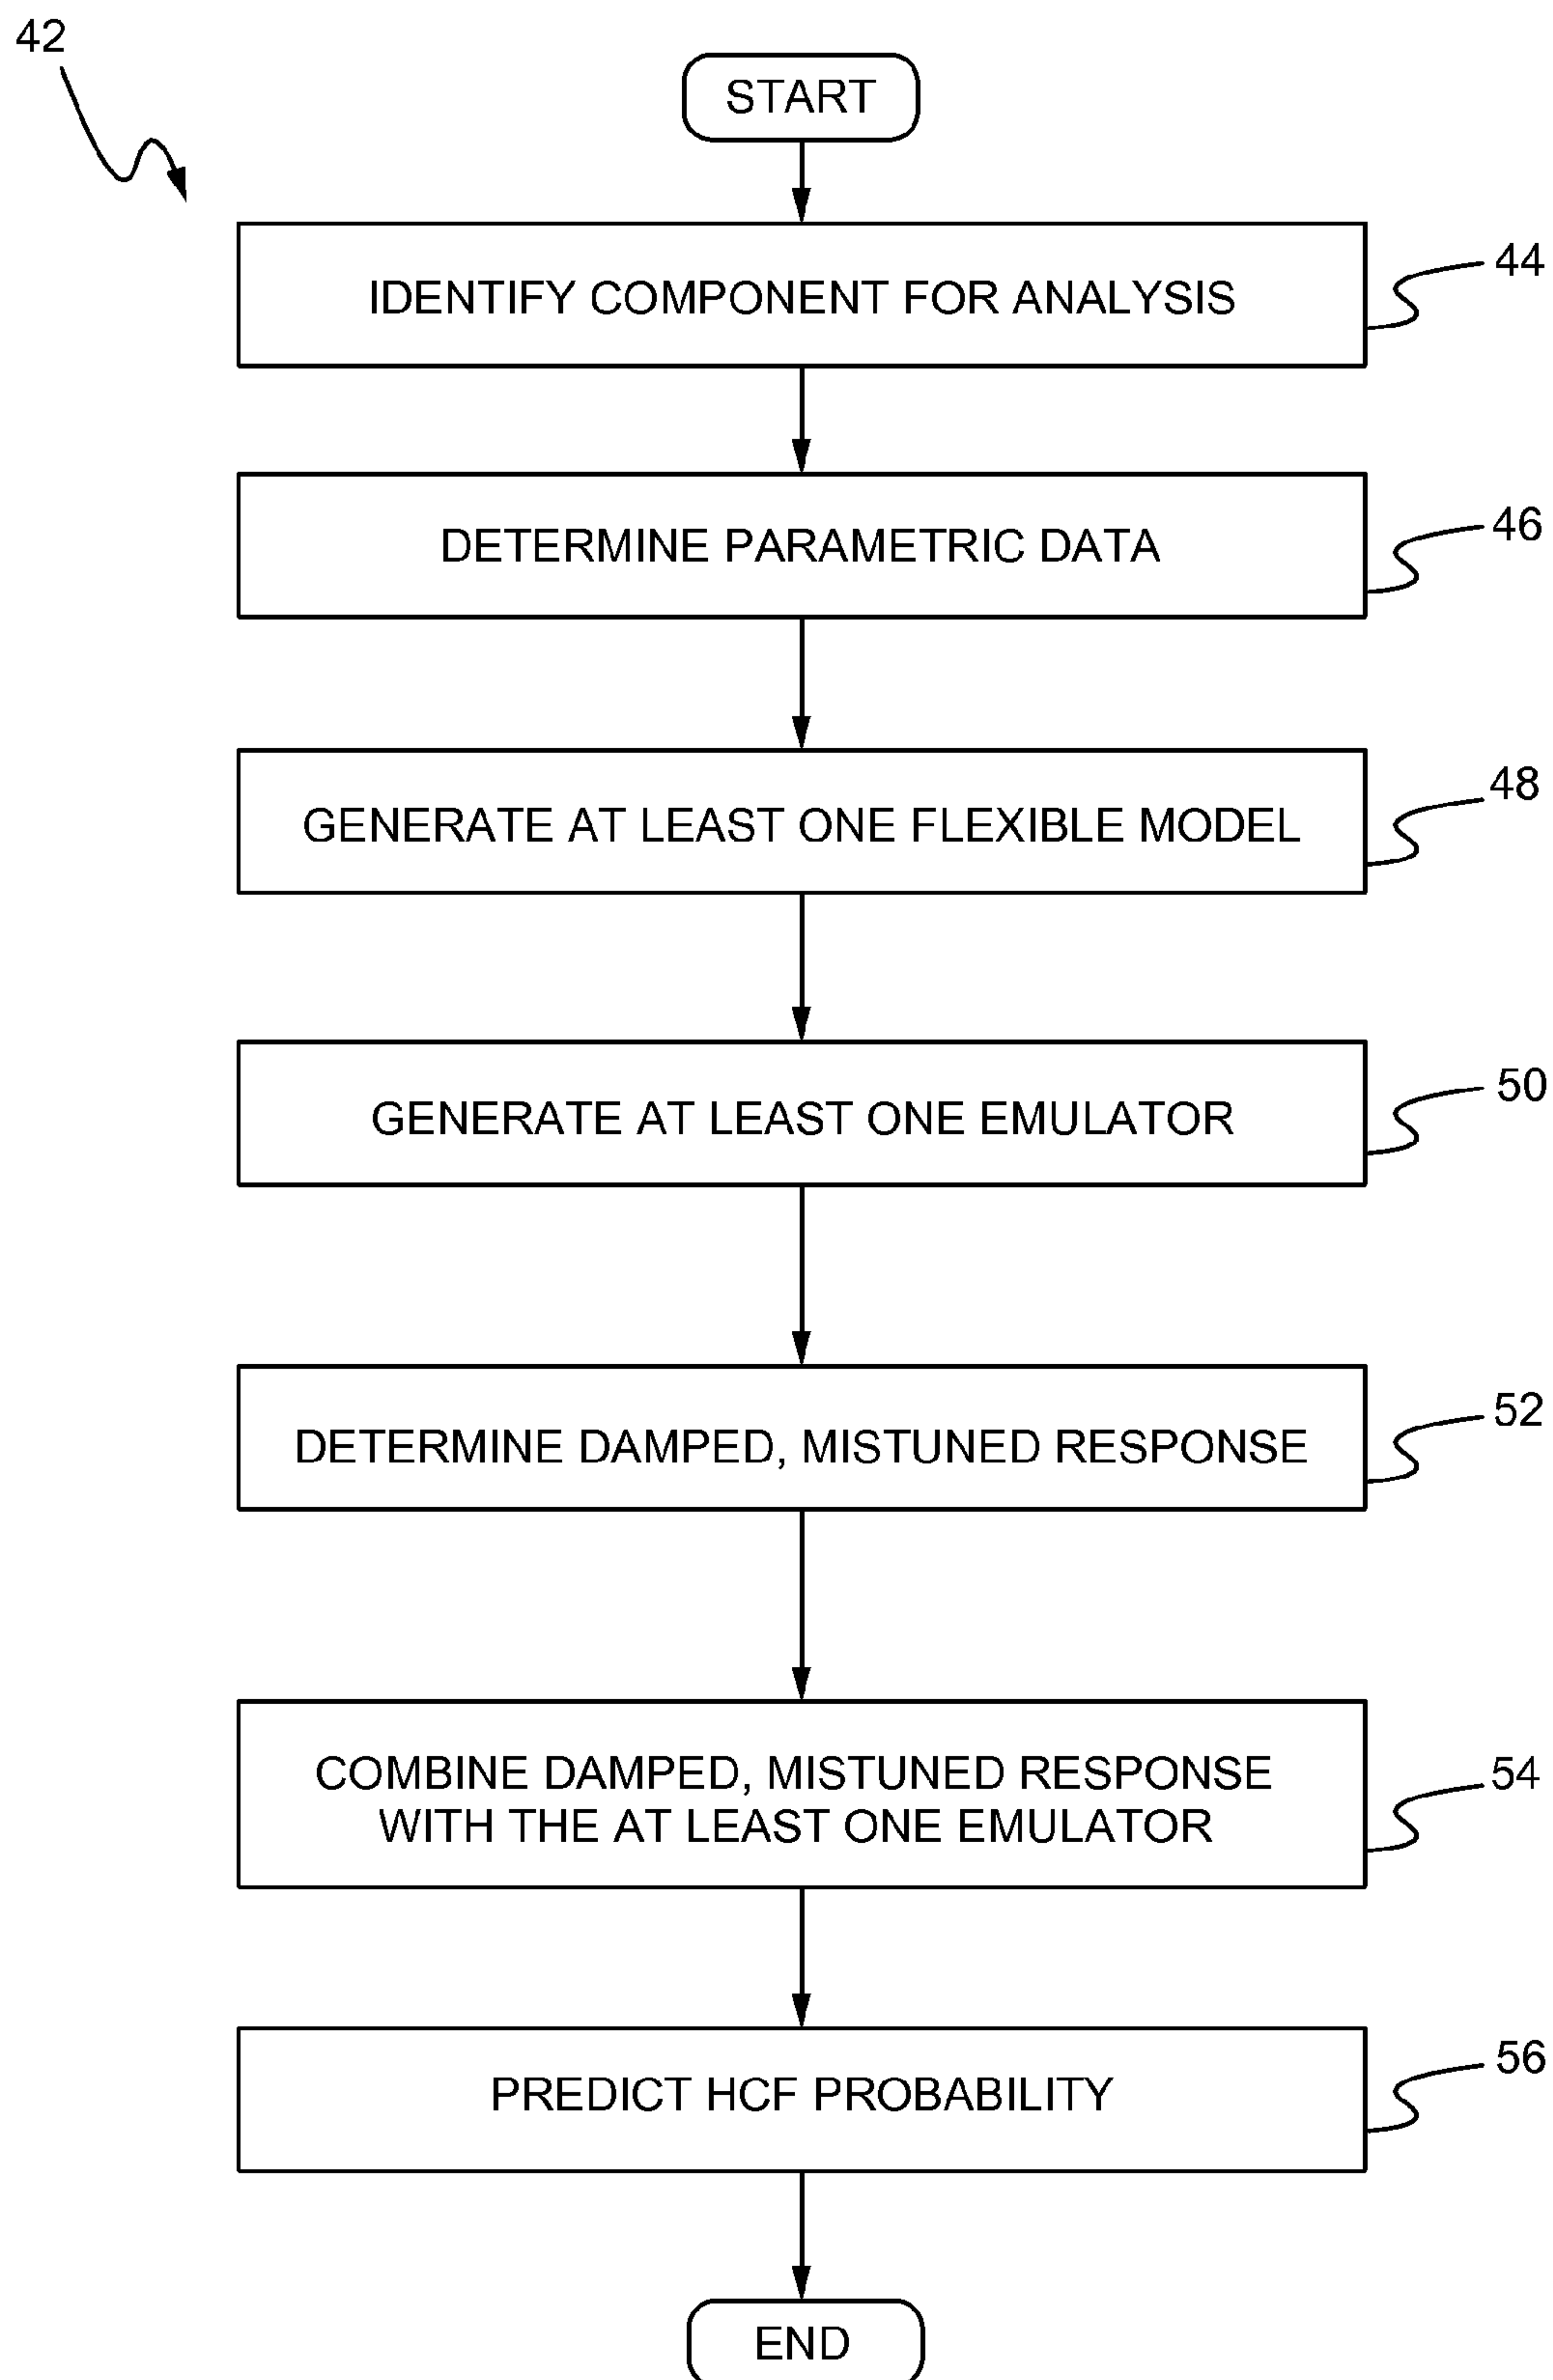 42
START
IDENTIFY COMPONENT FOR ANALYSIS
44
DETERMINE PARAMETRIC DATA
46
GENERATE AT LEAST ONE FLEXIBLE MODEL
48
GENERATE AT LEAST ONE EMULATOR
50
DETERMINE DAMPED, MISTUNED RESPONSE
52
COMBINE DAMPED, MISTUNED RESPONSE
WITH THE AT LEAST ONE EMULATOR
54
PREDICT HCF PROBABILITY
56
END